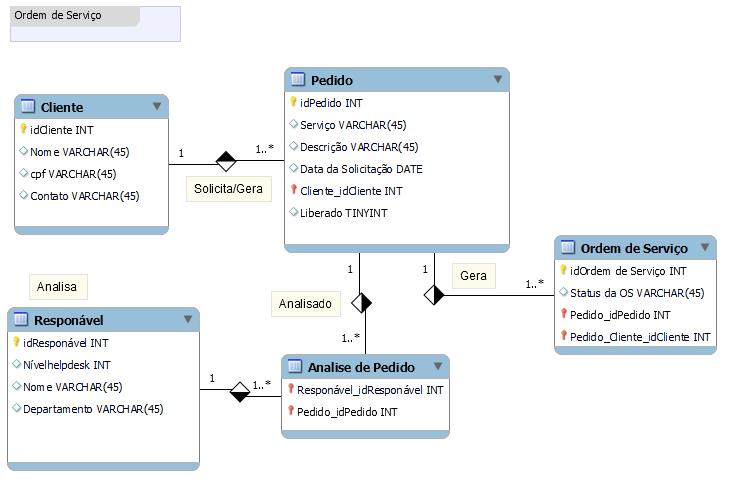 Ordem de Serviço
Cliente
idCliente INT
Nome VARCHAR(45)
cpf VARCHAR(45)
Contato VARCHAR(45)
1
1..*
Solicita/Gera
Pedido
idPedido INT
Serviço VARCHAR(45)
Descrição VARCHAR(45)
Data da Solicitação DATE
Cliente_idCliente INT
Liberado TINYINT
1
Analisado
1..*
1
Gera
1..*
Ordem de Serviço
idOrdem de Serviço INT
Status da OS VARCHAR(45)
Pedido_idPedido INT
Pedido_Cliente_idCliente INT
Analisa
Responável
idResponável INT
Nívelhelpdesk INT
Nome VARCHAR(45)
Departamento VARCHAR(45)
1
1..*
Analise de Pedido
Responável_idResponável INT
Pedido_idPedido INT